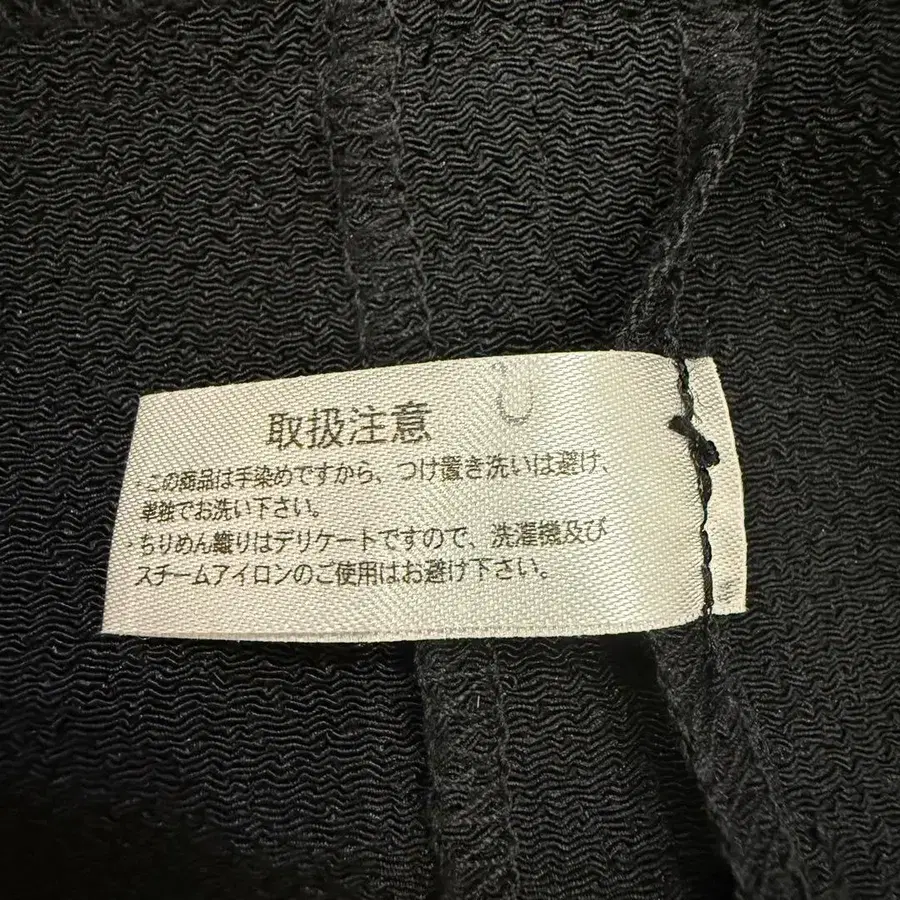 取扱注意
・この商品は手染めですから、つけ置き洗いは避け、
単独でお洗い下さい。
・ちりめん織りはデリケートですので、洗濯機及び
スチームアイロンのご使用はお避け下さい。